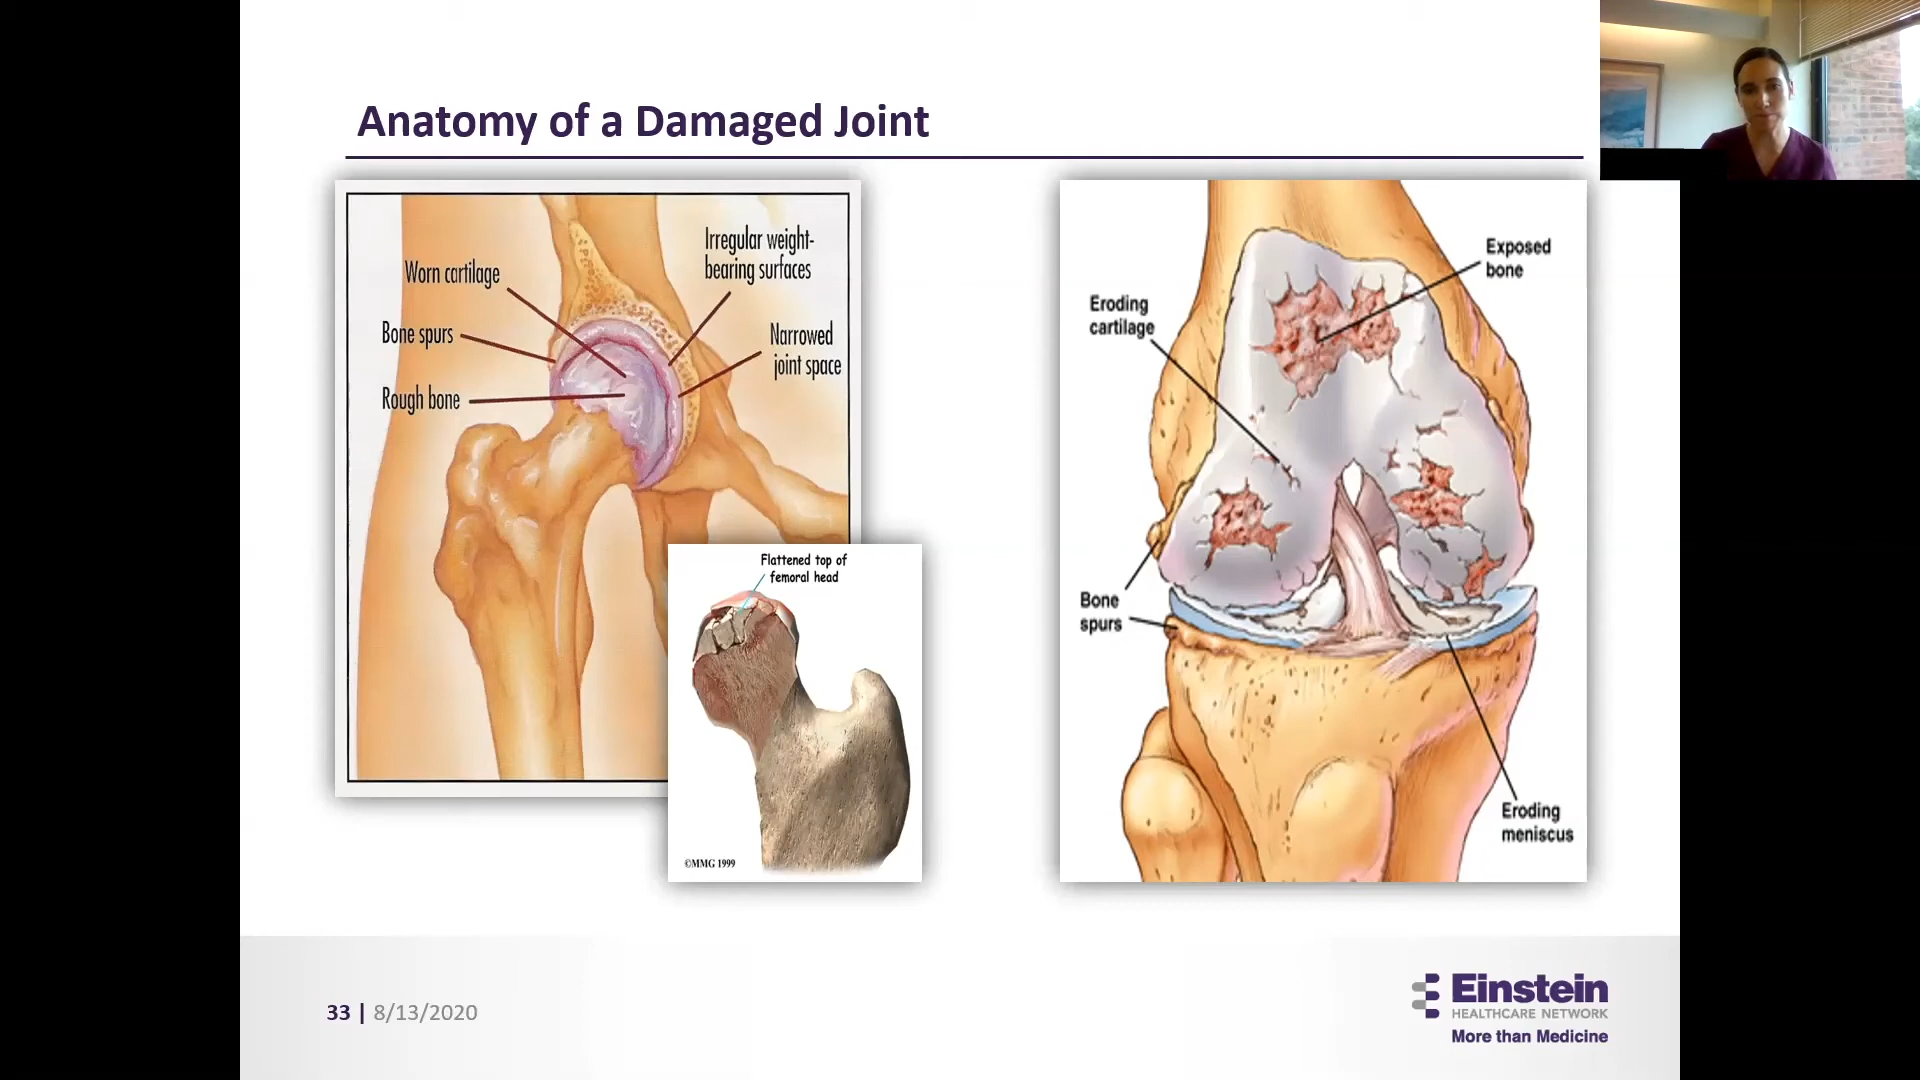 Anatomy of a Damaged Joint
Worn cartilage
Bone spurs
Rough bone
Irregular weight-
bearing surfaces
Narrowed
joint space
Flattened top of
femoral head
©MMG 1999
Exposed
bone
Eroding
cartilage
Bone
spurs
Eroding
meniscus
33 | 8/13/2020
Einstein
HEALTHCARE NETWORK
More than Medicine